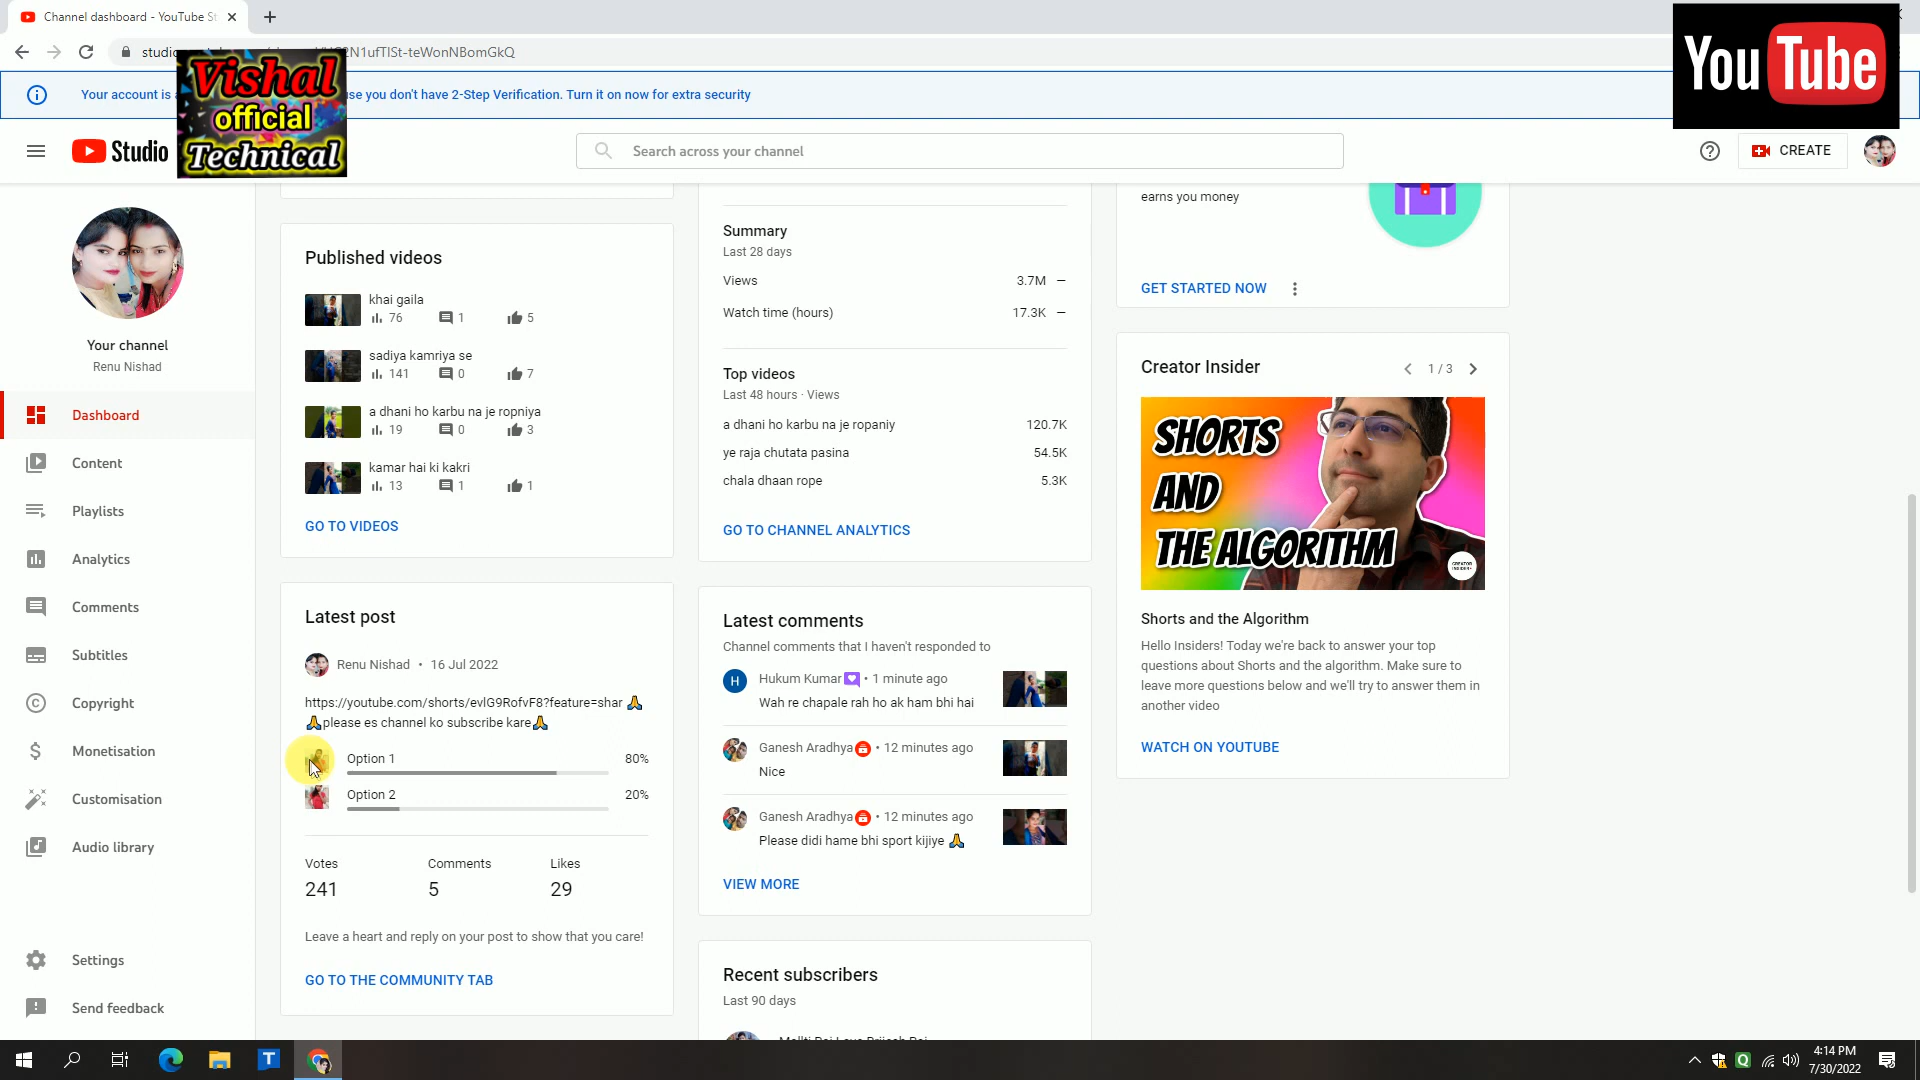 Channel dashboard - YouTube St
studio
N1ufTlSt-teWonNBomGkQ
Your account is a
se you don't have 2-Step Verification. Turn it on now for extra security
Vishal
official
Technical
YouTube
Studio
Search across your channel
CREATE
Your channel
Renu Nishad
Dashboard
Content
Playlists
Analytics
Comments
Subtitles
Copyright
Monetisation
Customisation
Audio library
Settings
Send feedback
Published videos
khai gaila
76 1 5
sadiya kamriya se
141 0 7
a dhani ho karbu na je ropniya
19 0 3
kamar hai ki kakri
13 1 1
GO TO VIDEOS
Latest post
Renu Nishad • 16 Jul 2022
https://youtube.com/shorts/evlG9RofvF8?feature=shar 🙏
🙏please es channel ko subscribe kare🙏
Option 1 80%
Option 2 20%
Votes Comments Likes
241 5 29
Leave a heart and reply on your post to show that you care!
GO TO THE COMMUNITY TAB
Summary
Last 28 days
Views 3.7M —
Watch time (hours) 17.3K —
Top videos
Last 48 hours · Views
a dhani ho karbu na je ropaniy 120.7K
ye raja chutata pasina 54.5K
chala dhaan rope 5.3K
GO TO CHANNEL ANALYTICS
Latest comments
Channel comments that I haven't responded to
H
Hukum Kumar • 1 minute ago
Wah re chapale rah ho ak ham bhi hai
Ganesh Aradhya • 12 minutes ago
Nice
Ganesh Aradhya • 12 minutes ago
Please didi hame bhi sport kijiye 🙏
VIEW MORE
Recent subscribers
Last 90 days
earns you money
GET STARTED NOW
Creator Insider
1 / 3
SHORTS
AND
THE ALGORITHM
Shorts and the Algorithm
Hello Insiders! Today we're back to answer your top
questions about Shorts and the algorithm. Make sure to
leave more questions below and we'll try to answer them in
another video
WATCH ON YOUTUBE
4:14 PM
7/30/2022